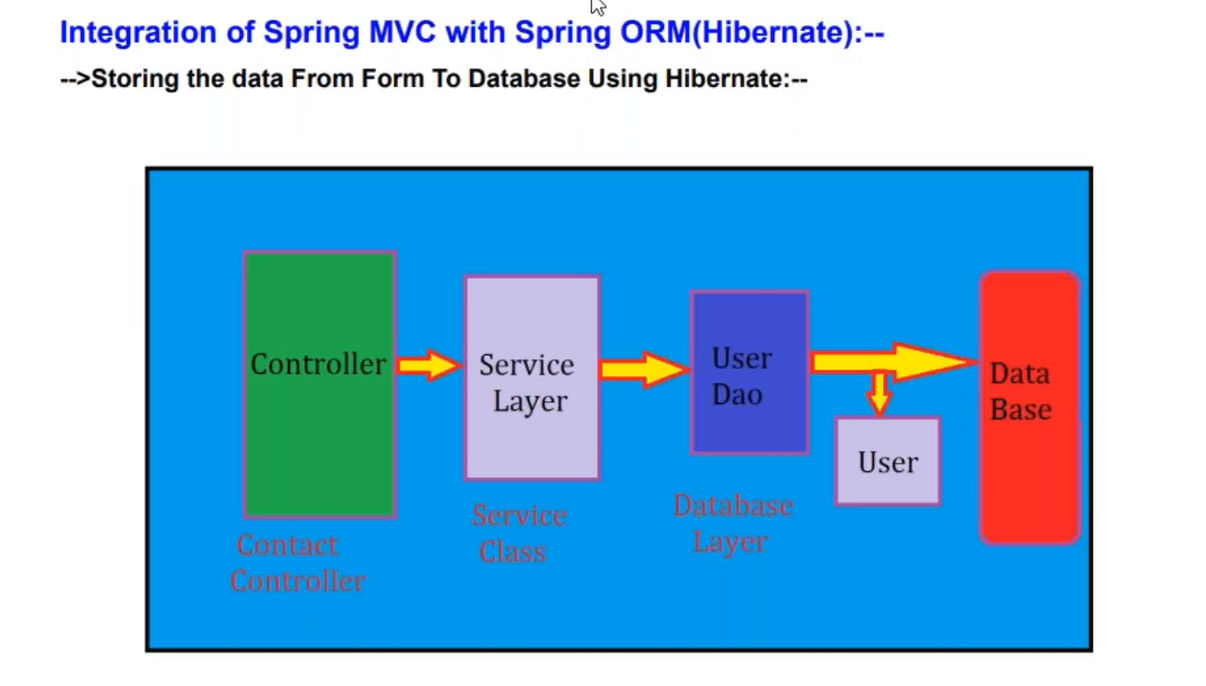 Integration of Spring MVC with Spring ORM(Hibernate):--
-->Storing the data From Form To Database Using Hibernate:--
Controller
Contact
Controller
Service
Layer
Service
Class
User
Dao
Database
Layer
User
Data
Base